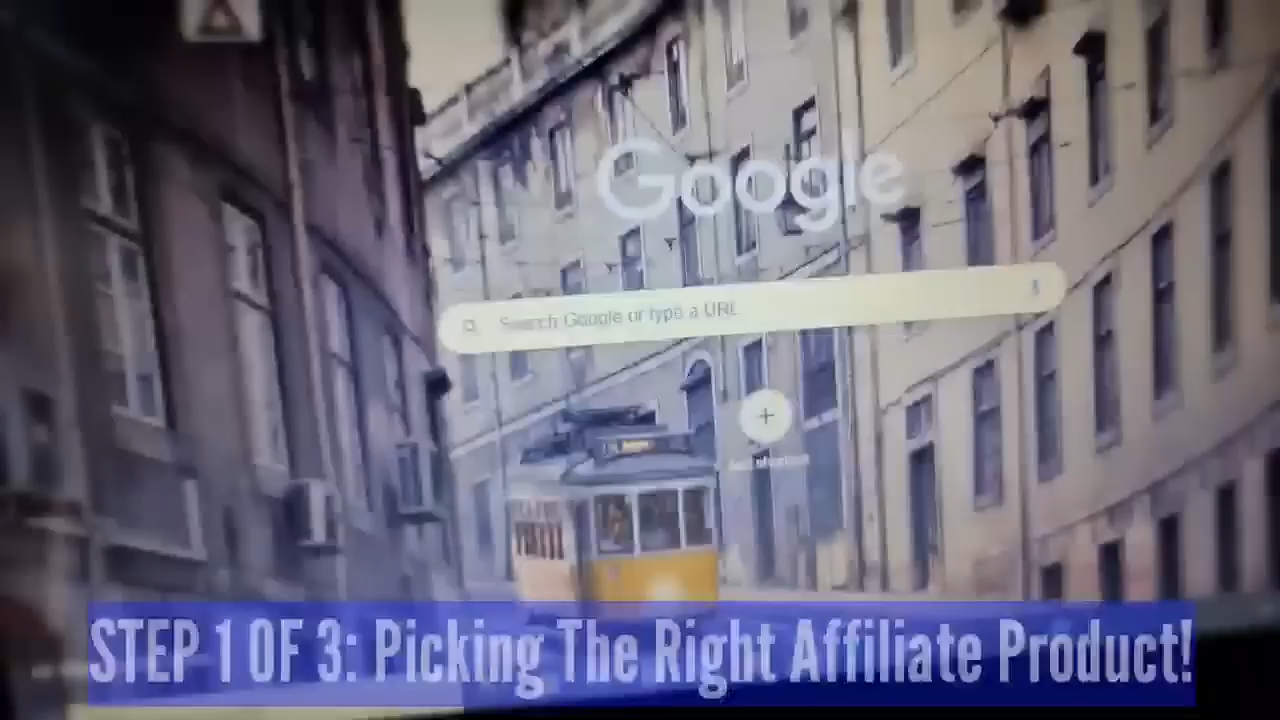 Google
Search Google or type a URL
STEP 1 OF 3: Picking The Right Affiliate Product!